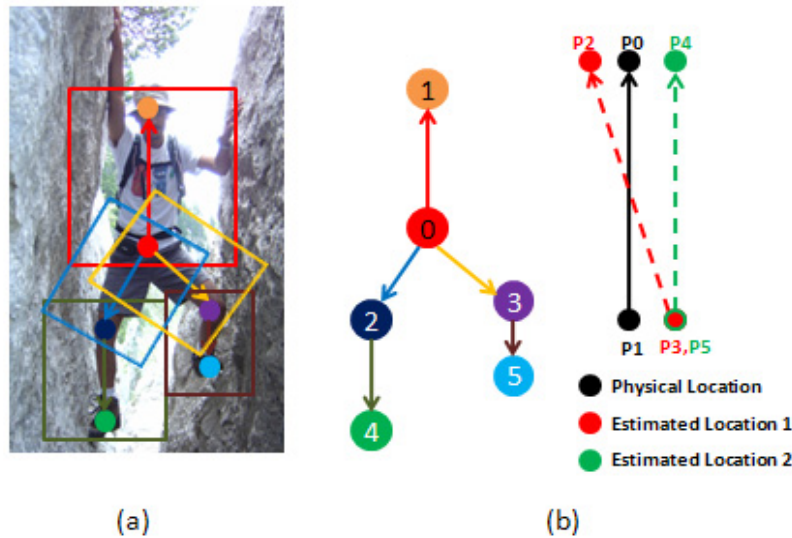 P2 P0 P4
1
0
2
3
5
4
P1 P3,P5
Physical Location
Estimated Location 1
Estimated Location 2
(a)
(b)